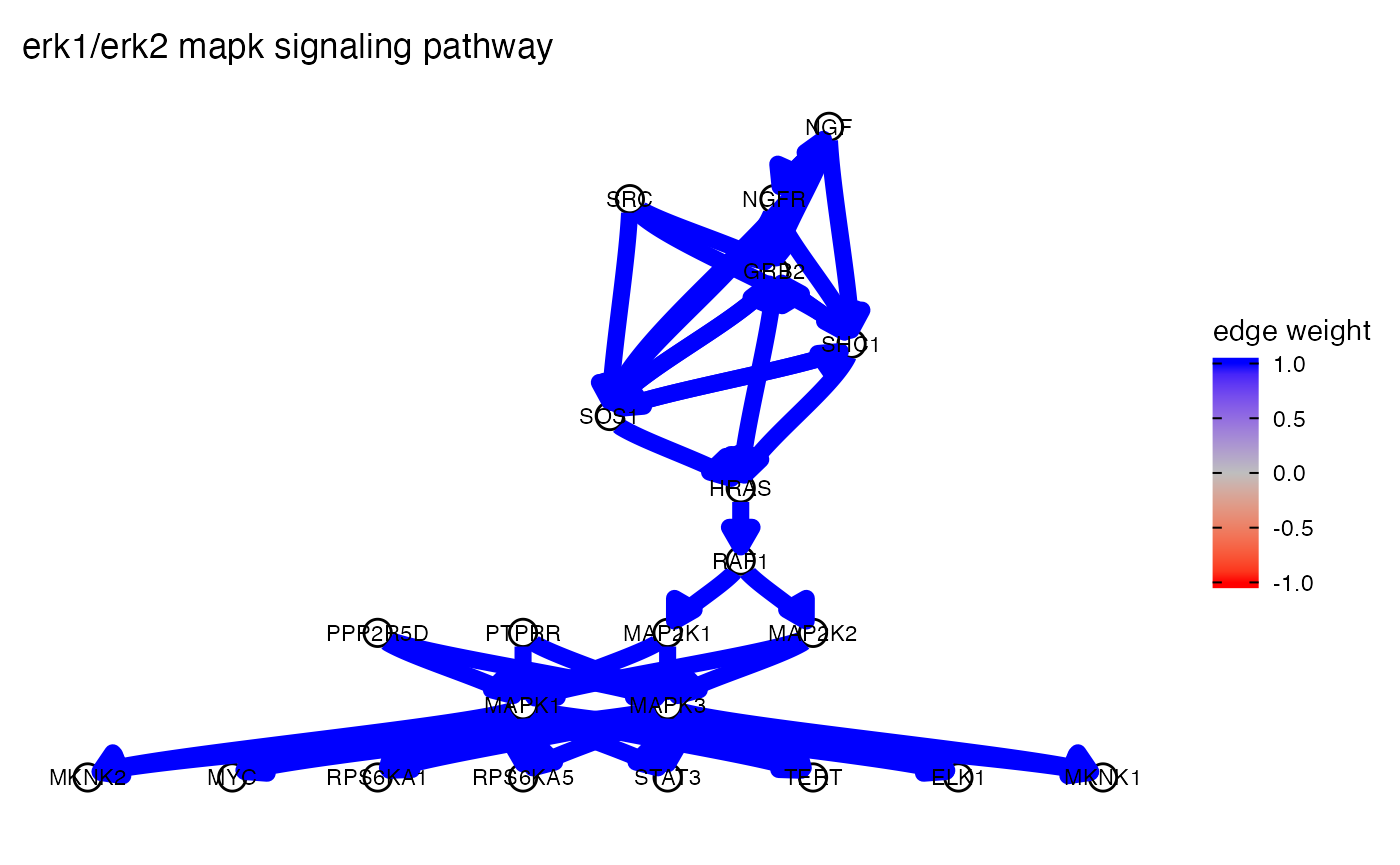 erk1/erk2 mapk signaling pathway
NGF
SRC
NGFR
GRB2
SHC1
SOS1
HRAS
RAF1
PPP2R5D
PTPRR
MAP2K1
MAP2K2
MAPK1
MAPK3
MKNK2
MYC
RPS6KA1
RPS6KA5
STAT3
TERT
ELK1
MKNK1
edge weight
1.0
0.5
0.0
-0.5
-1.0